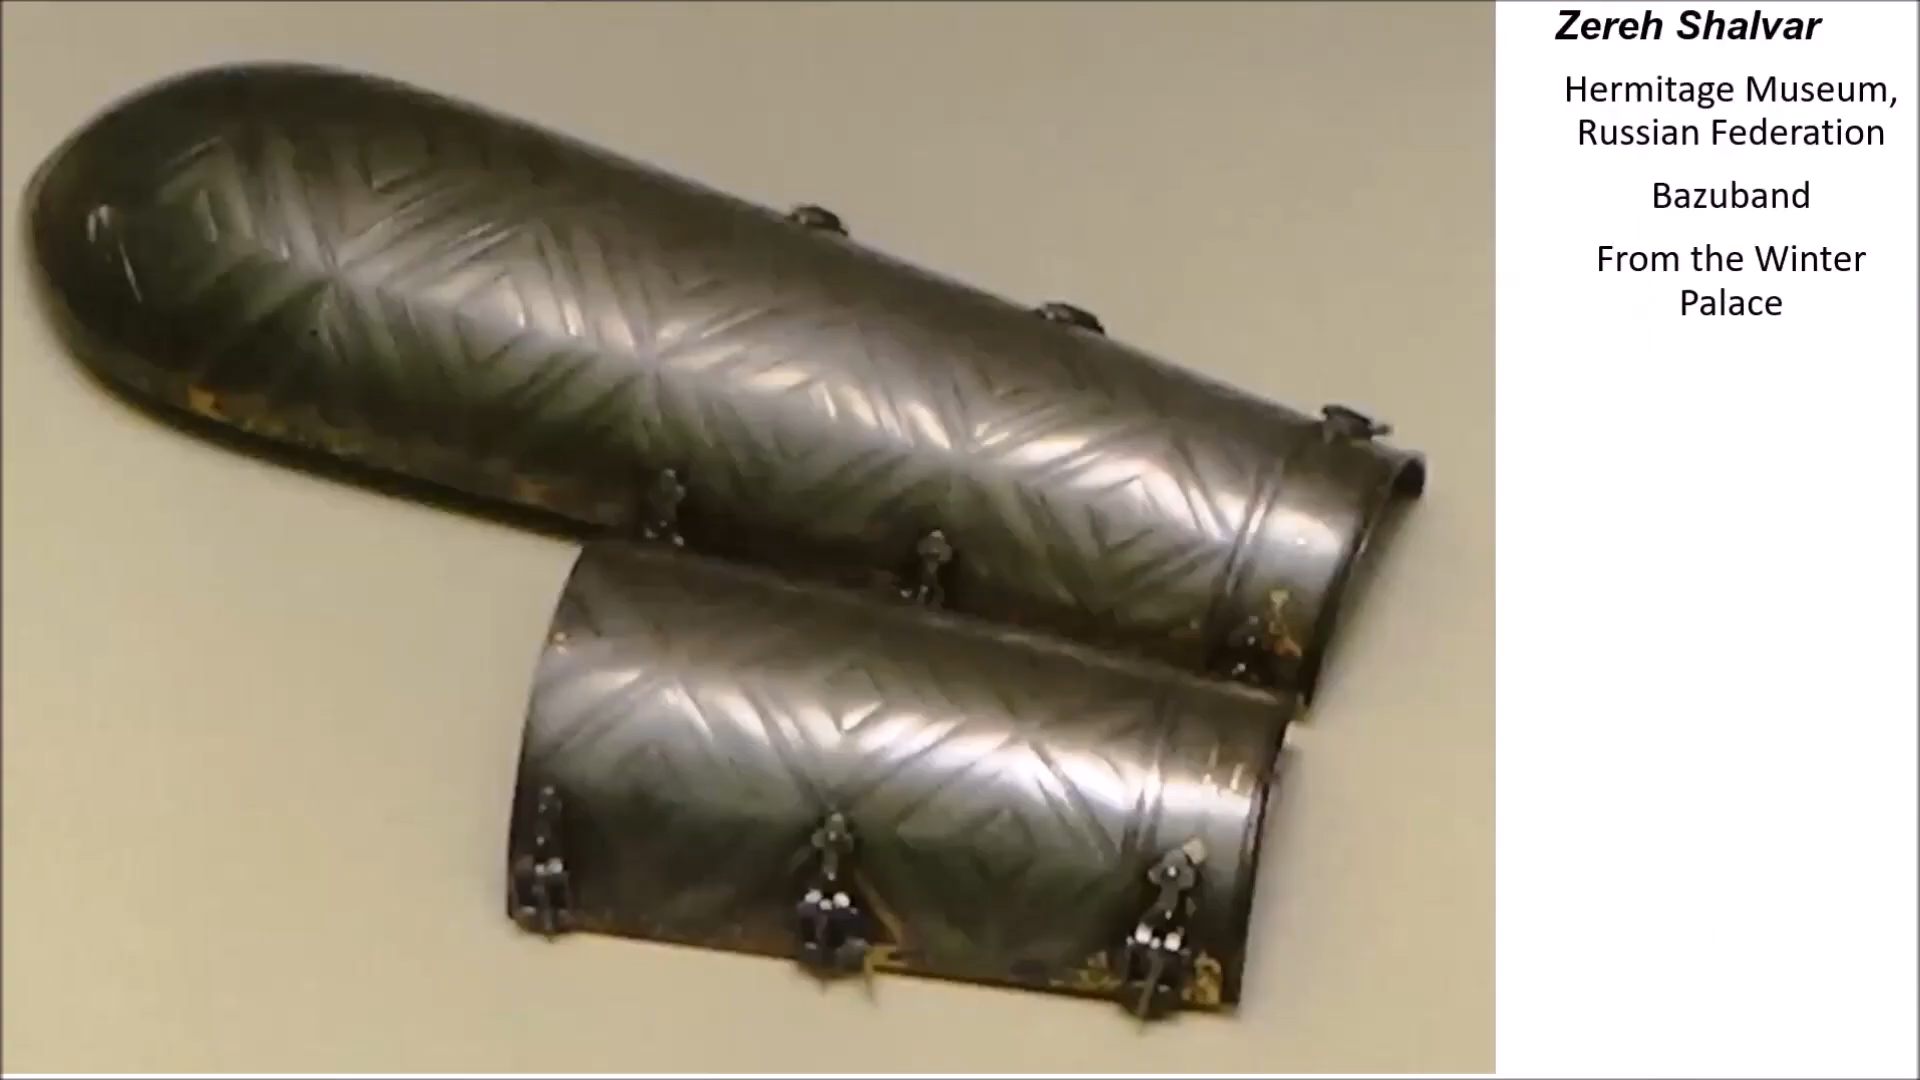 Zereh Shalvar
Hermitage Museum,
Russian Federation
Bazuband
From the Winter
Palace